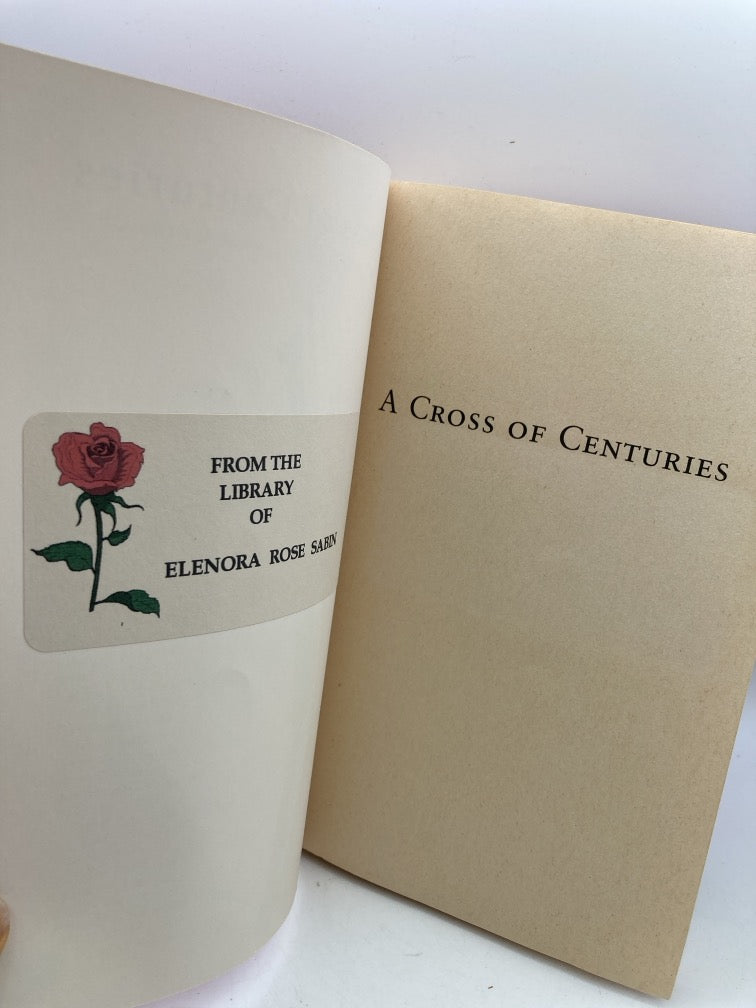 FROM THE
LIBRARY
OF
ELENORA ROSE SABIN
A CROSS OF CENTURIES